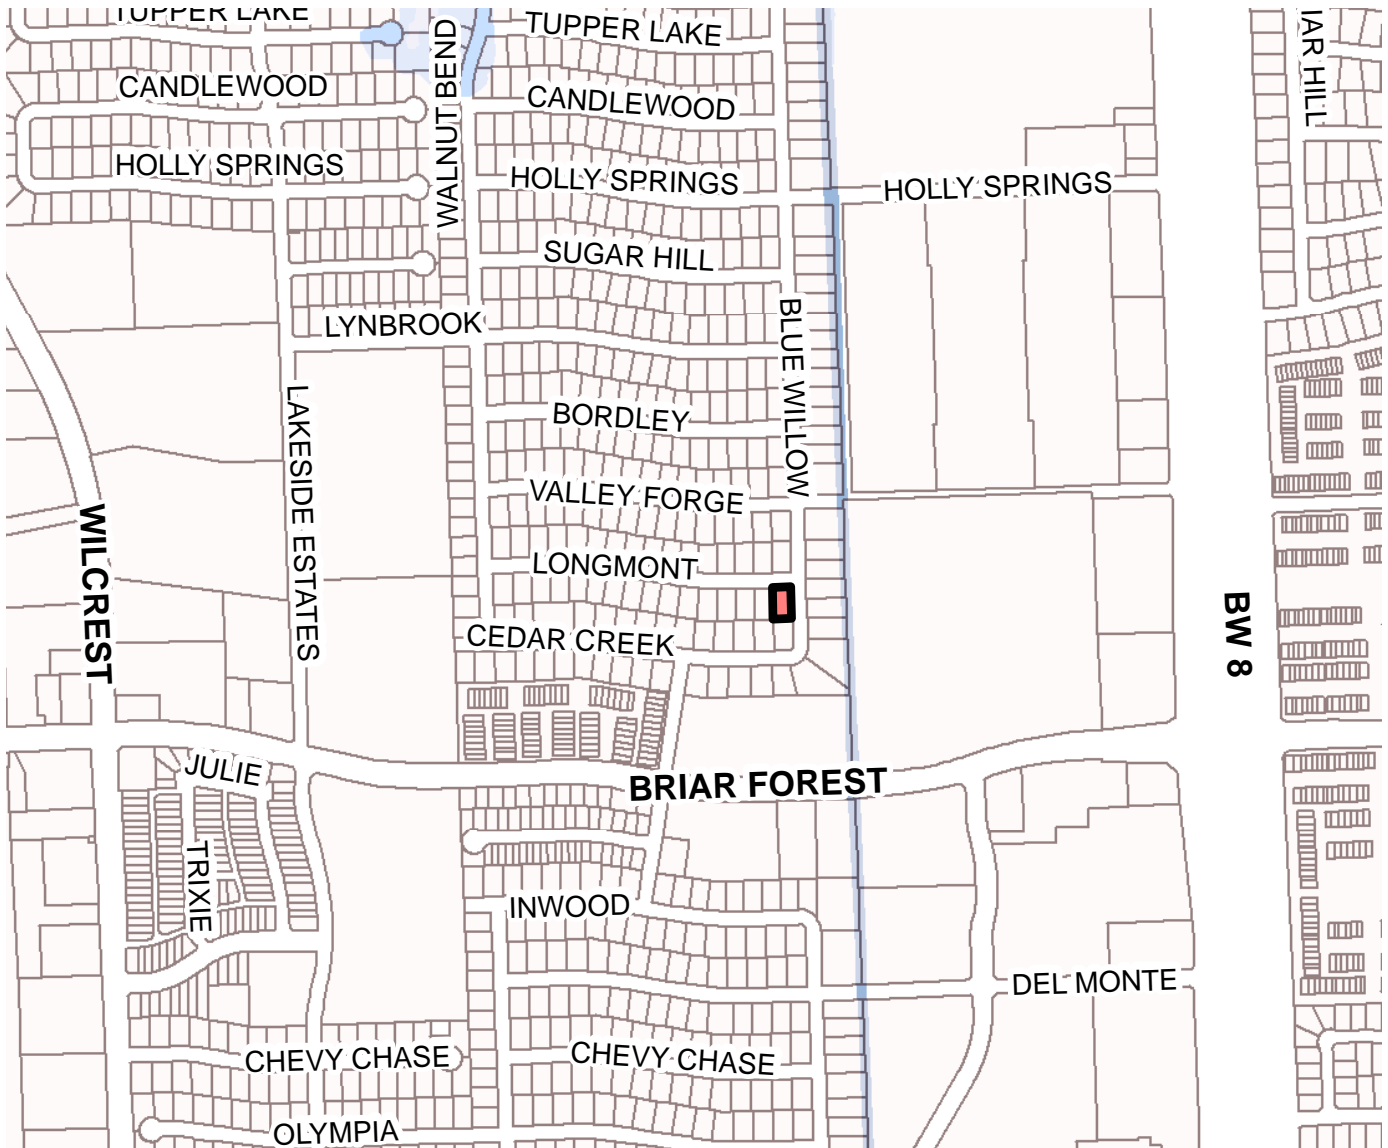 TUPPER LAKE
TUPPER LAKE
CANDLEWOOD
CANDLEWOOD
WALNUT BEND
IAR HILL
HOLLY SPRINGS
HOLLY SPRINGS
HOLLY SPRINGS
SUGAR HILL
LYNBROOK
BLUE WILLOW
BORDLEY
LAKESIDE ESTATES
VALLEY FORGE
WILCREST
LONGMONT
CEDAR CREEK
BW 8
JULIE
BRIAR FOREST
TRIXIE
INWOOD
DEL MONTE
CHEVY CHASE
CHEVY CHASE
OLYMPIA